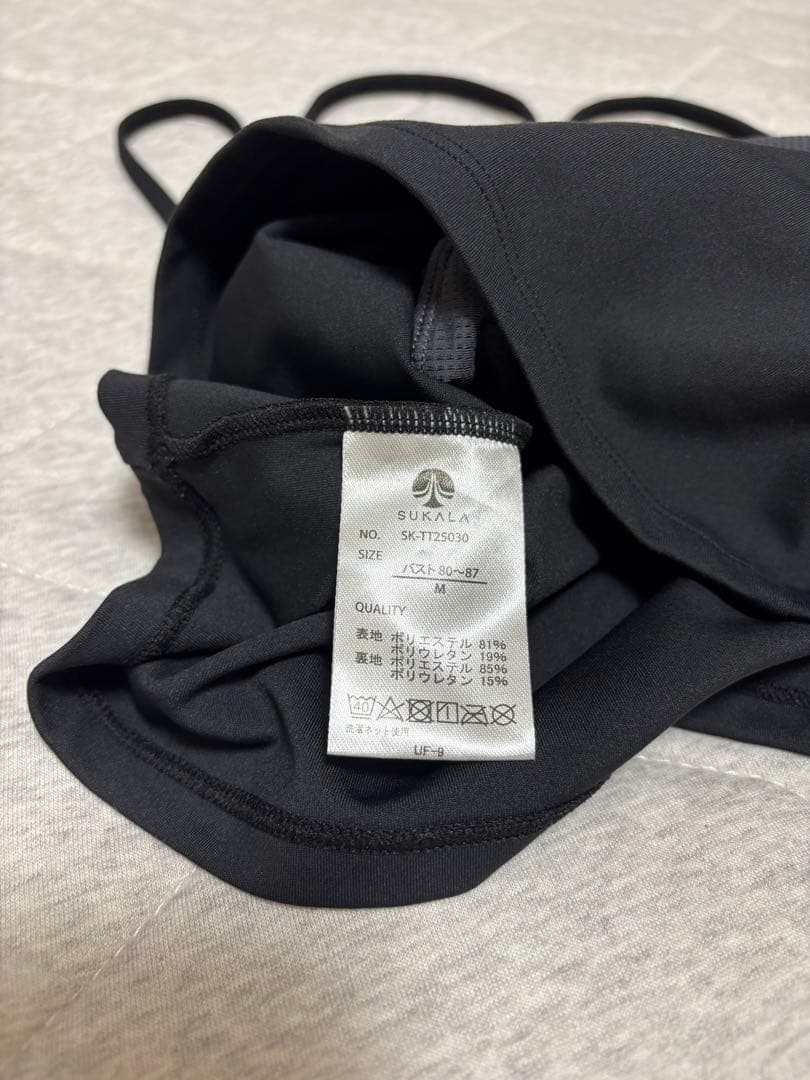 SUKALA
NO. SK-TT25030
SIZE バスト80〜87
M
QUALITY
表地 ポリエステル 81%
ポリウレタン 19%
裏地 ポリエステル 85%
ポリウレタン 15%
40
洗濯ネット使用
UF-9